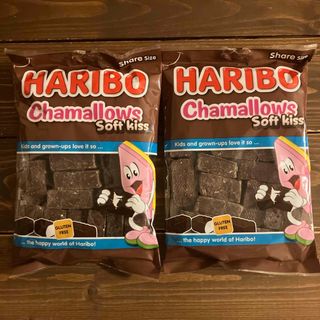 Share Size
HARIBO
Chamallows
Soft kiss
Kids and grown-ups love it so ...
GLUTEN
FREE
... the happy world of Haribo!
Share Size
HARIBO
Chamallows
Soft kiss
Kids and grown-ups love it so ...
GLUTEN
FREE
... the happy world of Haribo!